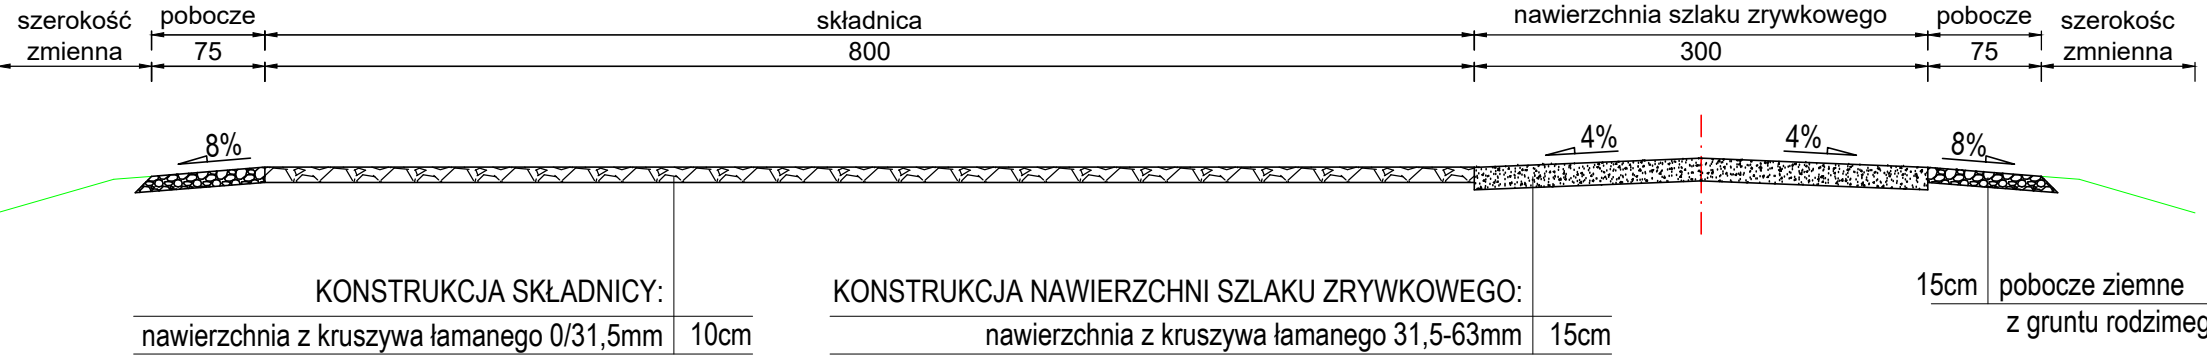 szerokość
zmienna
pobocze
75
składnica
800
nawierzchnia szlaku zrywkowego
300
pobocze
75
szerokośc
zmnienna
8%
4%
4%
8%
KONSTRUKCJA SKŁADNICY:
nawierzchnia z kruszywa łamanego 0/31,5mm 10cm
KONSTRUKCJA NAWIERZCHNI SZLAKU ZRYWKOWEGO:
nawierzchnia z kruszywa łamanego 31,5-63mm 15cm
15cm pobocze ziemne
z gruntu rodzimeg